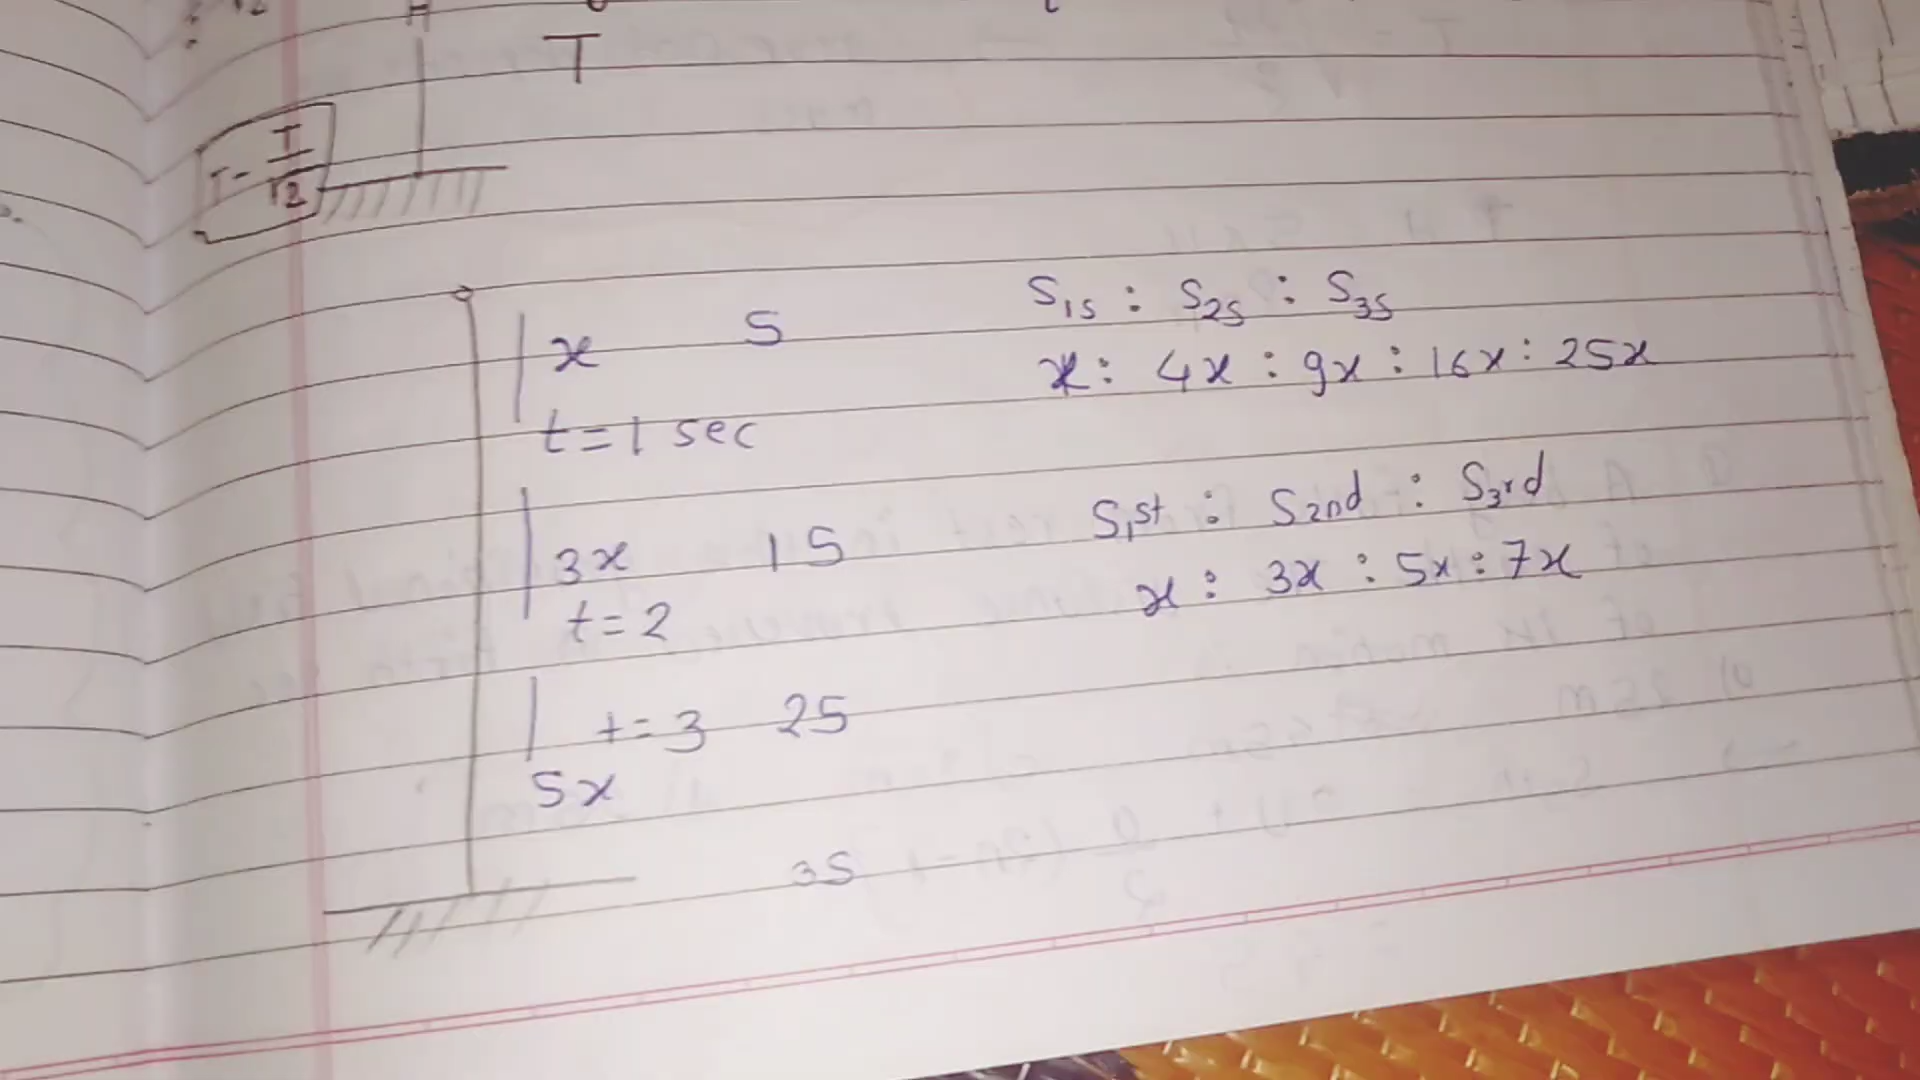 T
T - T/√2
x 5
t = 1 sec
3x 15
t = 2
t = 3 25
5x
35
S1s : S2s : S3s
x : 4x : 9x : 16x : 25x
S1st : S2nd : S3rd
x : 3x : 5x : 7x